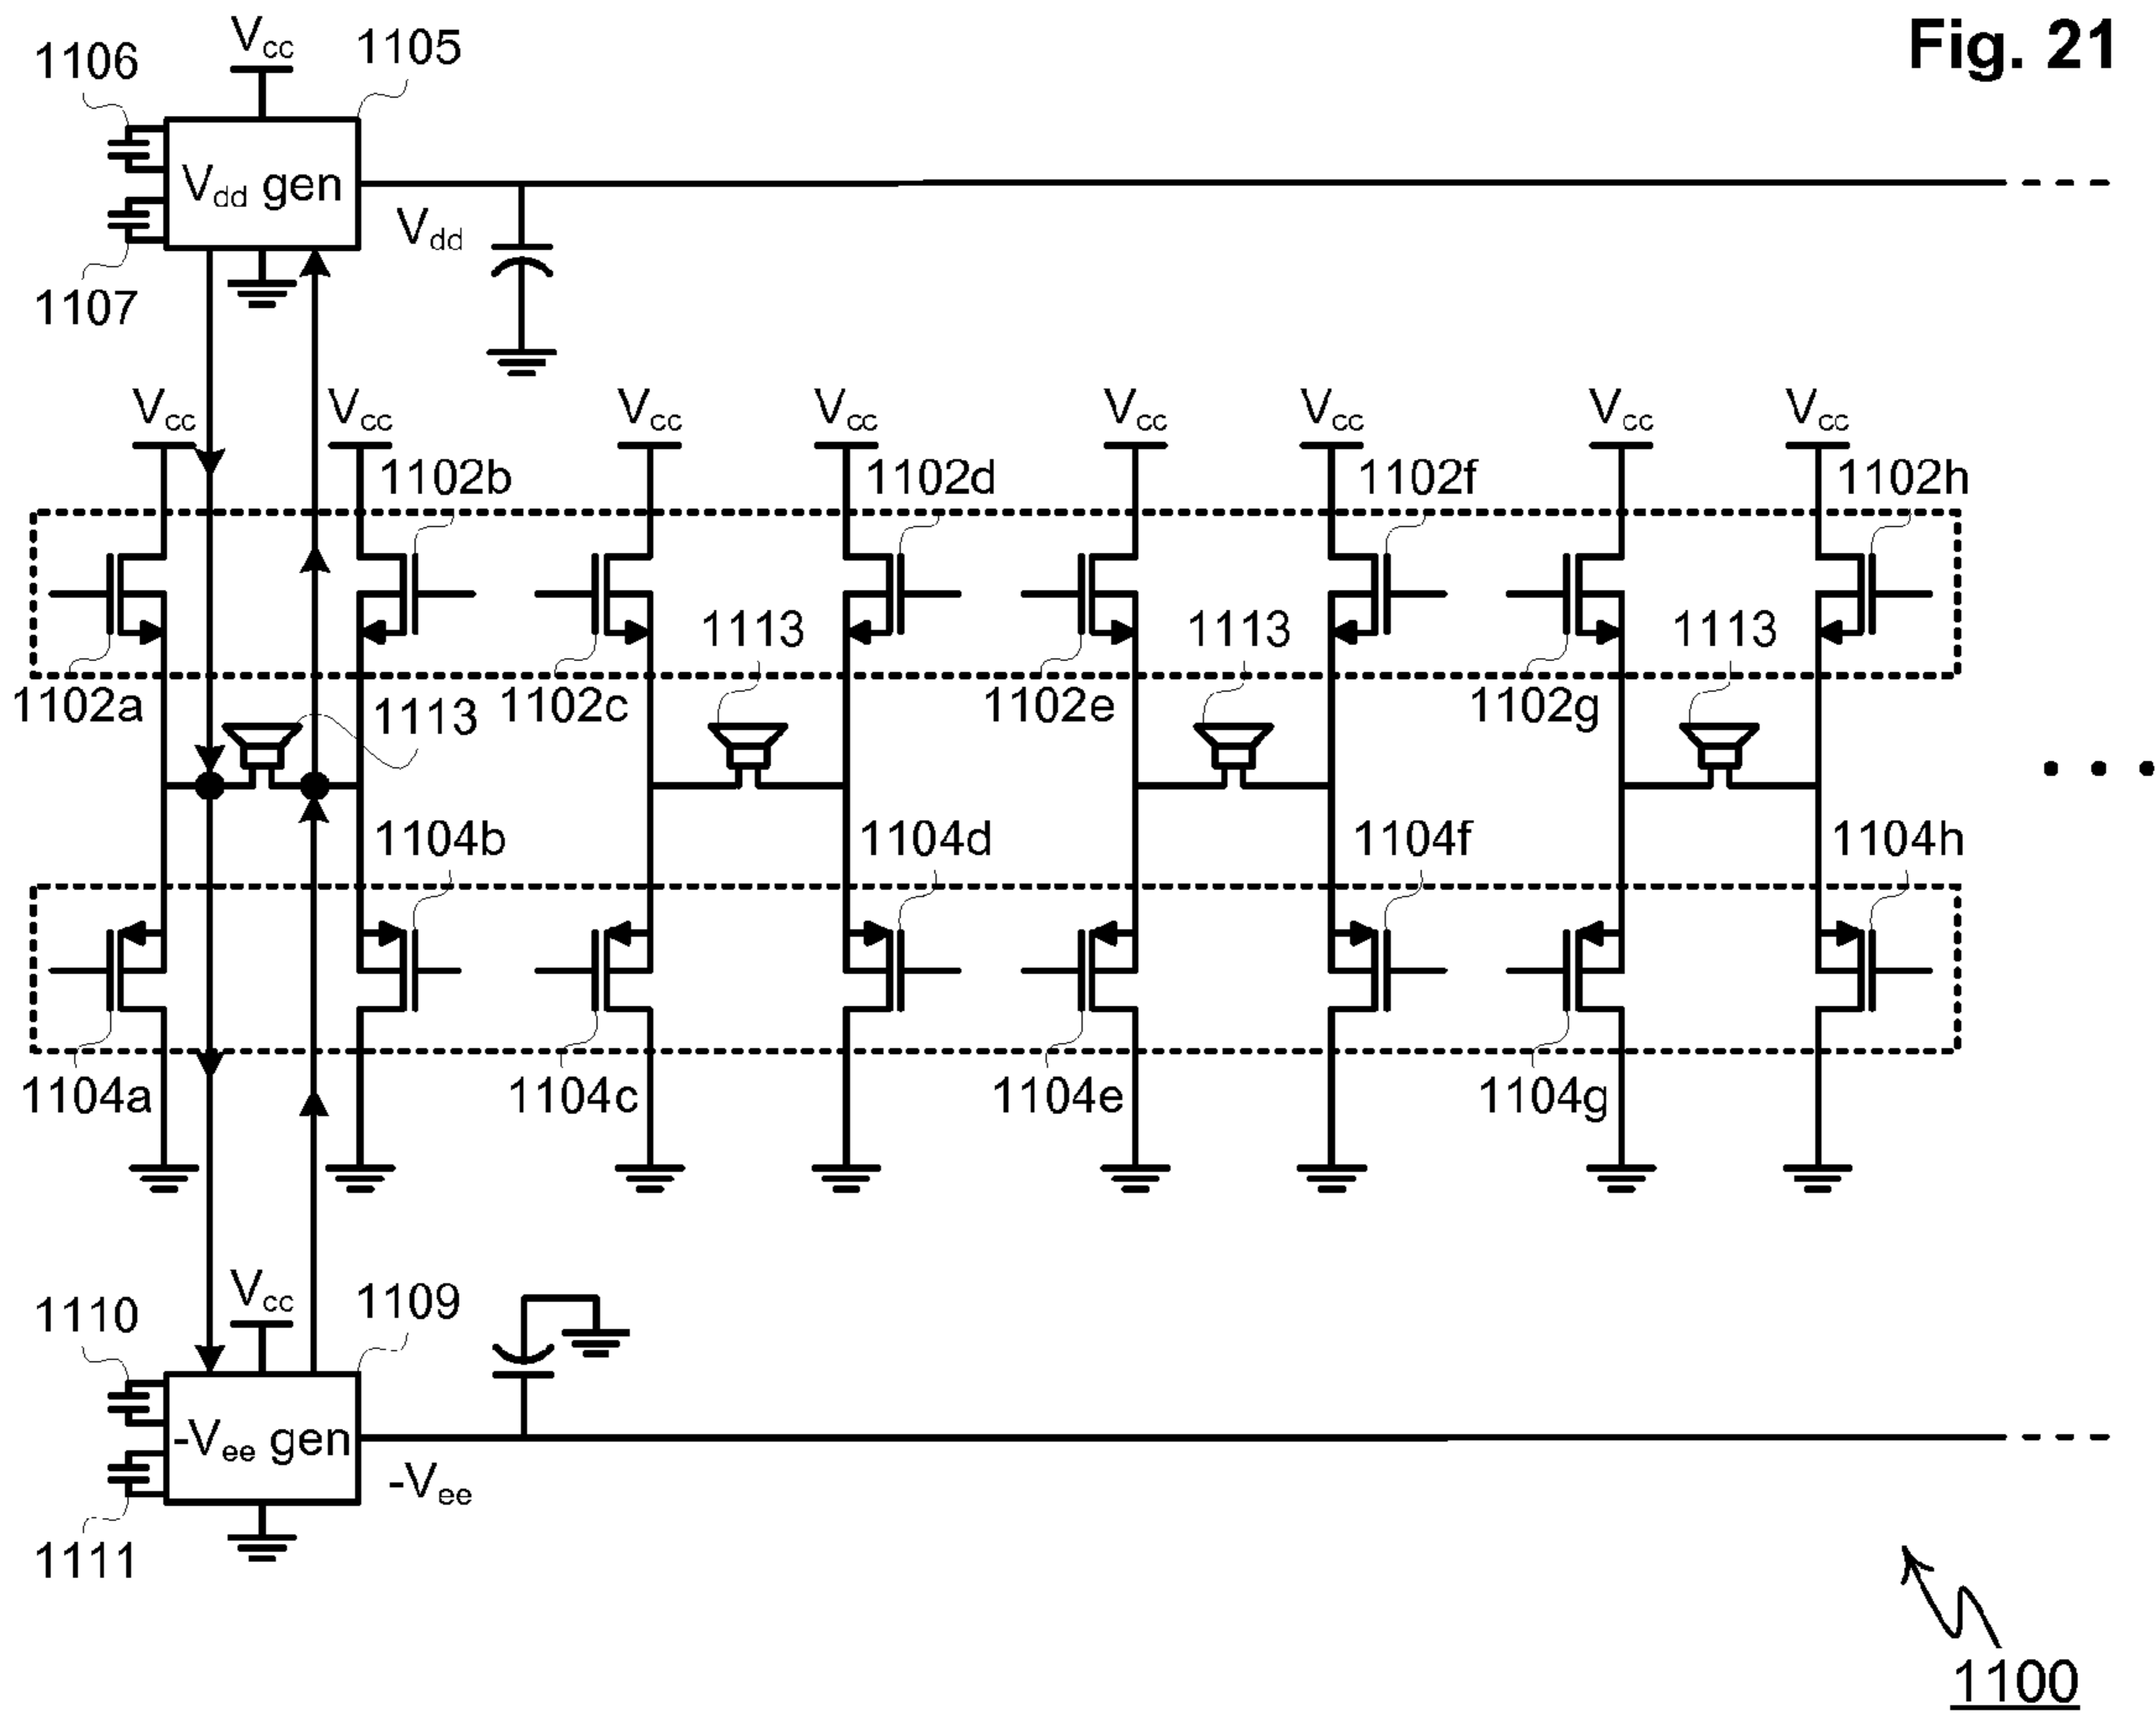 Fig. 21
1106
Vcc
1105
Vdd gen
Vdd
1107
Vcc Vcc Vcc Vcc Vcc Vcc Vcc Vcc
1102b 1102d 1102f 1102h
1113 1113 1113
1102a 1113 1102c 1102e 1102g
. . .
1104b 1104d 1104f 1104h
1104a 1104c 1104e 1104g
1110
Vcc
1109
-Vee gen
-Vee
1111
1100